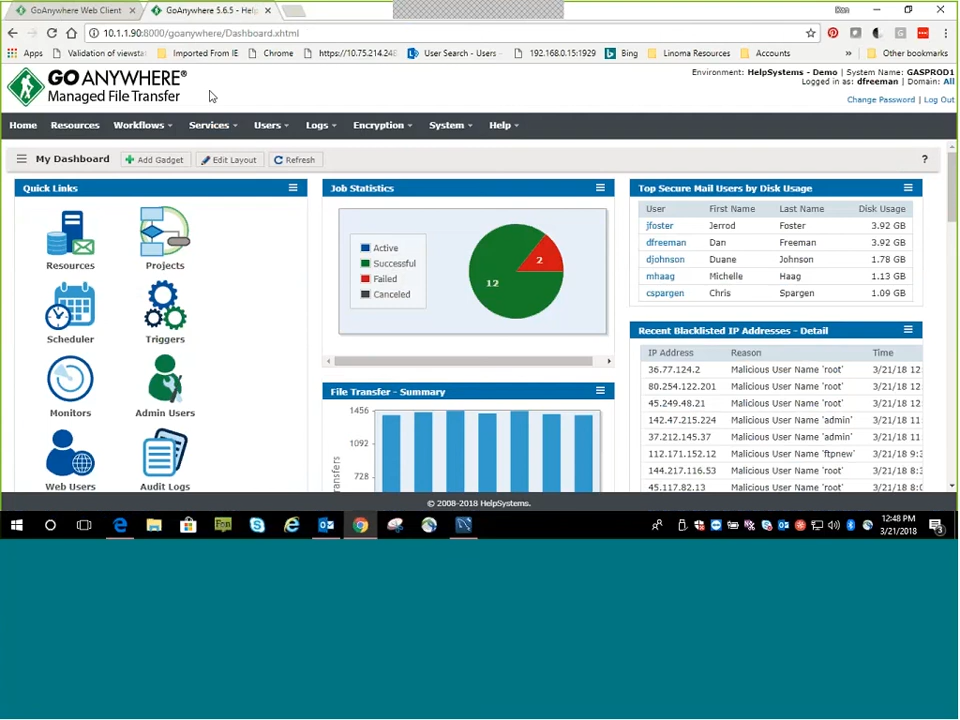 GoAnywhere Web Client
GoAnywhere 5.6.5 - Help
10.1.1.90:8000/goanywhere/Dashboard.xhtml
Apps
Validation of viewsta
Imported From IE
Chrome
https://10.75.214.24
User Search - Users
192.168.0.15:1929
Bing
Linoma Resources
Accounts
Other bookmarks
GOANYWHERE®
Managed File Transfer
Environment: HelpSystems - Demo | System Name: GASPROD1
Logged in as: dfreeman | Domain: All
Change Password | Log Out
Home Resources Workflows Services Users Logs Encryption System Help
My Dashboard
Add Gadget
Edit Layout
Refresh
?
Quick Links
Resources
Projects
Scheduler
Triggers
Monitors
Admin Users
Web Users
Audit Logs
Job Statistics
Active
Successful
Failed
Canceled
12
2
File Transfer - Summary
1456
1092
728
ransfers
Top Secure Mail Users by Disk Usage
User First Name Last Name Disk Usage
jfoster Jerrod Foster 3.92 GB
dfreeman Dan Freeman 3.92 GB
djohnson Duane Johnson 1.78 GB
mhaag Michelle Haag 1.13 GB
cspargen Chris Spargen 1.09 GB
Recent Blacklisted IP Addresses - Detail
IP Address Reason Time
36.77.124.2 Malicious User Name 'root' 3/21/18 12
80.254.122.201 Malicious User Name 'root' 3/21/18 12
45.249.48.21 Malicious User Name 'root' 3/21/18 12
142.47.215.224 Malicious User Name 'admin' 3/21/18 11
37.212.145.37 Malicious User Name 'admin' 3/21/18 11
112.171.152.12 Malicious User Name 'ftpnew' 3/21/18 9:3
144.217.116.53 Malicious User Name 'root' 3/21/18 8:2
45.117.82.13 Malicious User Name 'root' 3/21/18 8:0
© 2008-2018 HelpSystems.
12:48 PM
3/21/2018
3